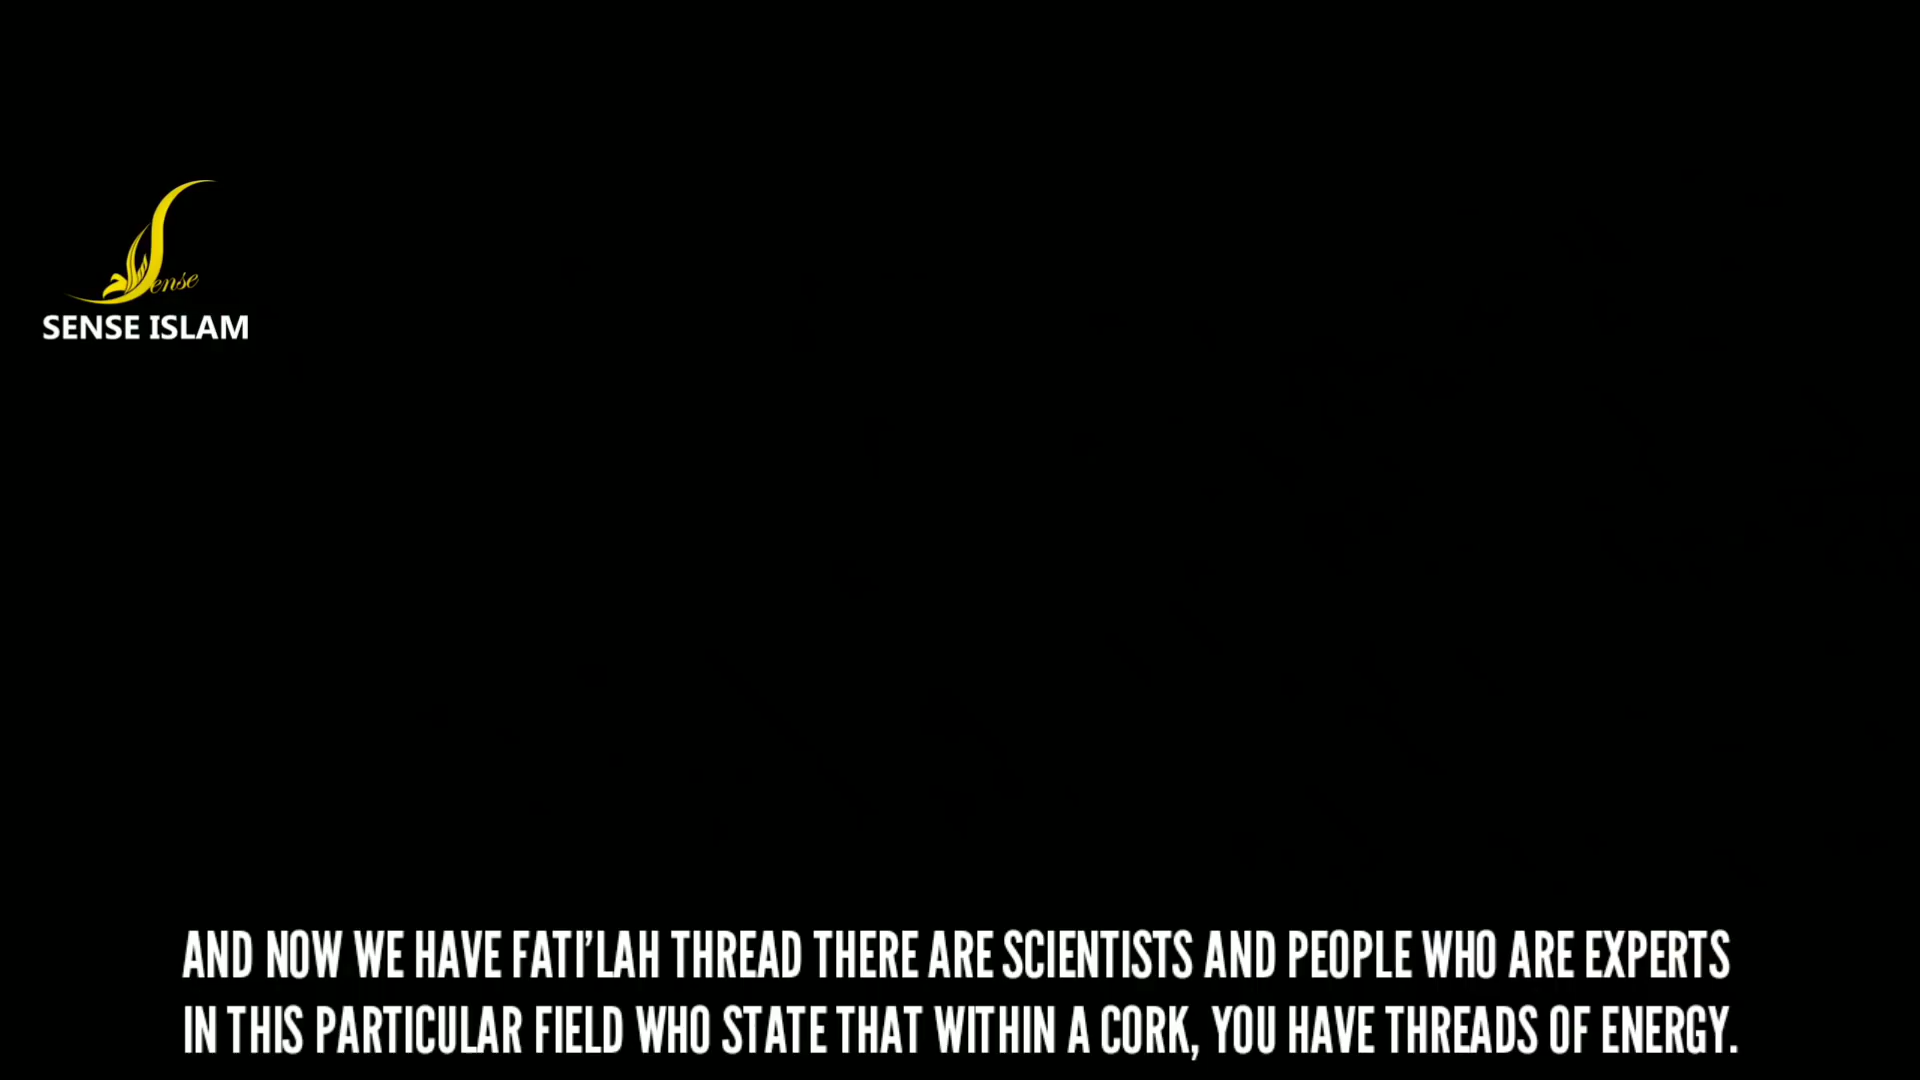 ense
SENSE ISLAM
AND NOW WE HAVE FATI'LAH THREAD THERE ARE SCIENTISTS AND PEOPLE WHO ARE EXPERTS
IN THIS PARTICULAR FIELD WHO STATE THAT WITHIN A CORK, YOU HAVE THREADS OF ENERGY.